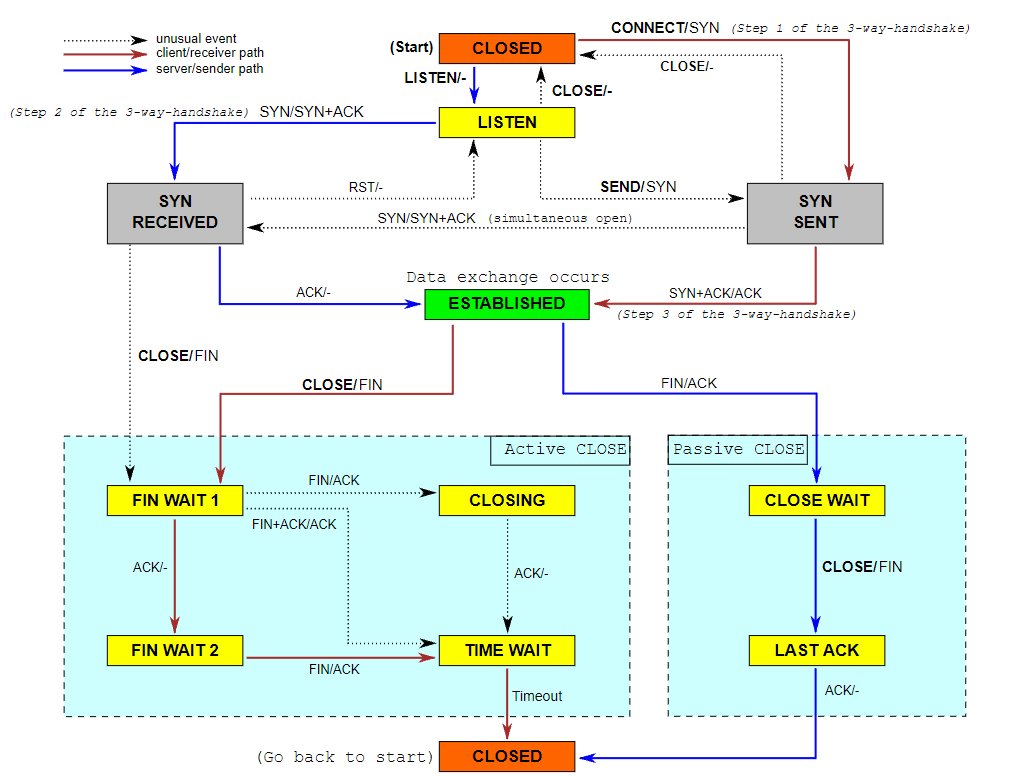 unusual event
client/receiver path
server/sender path
(Start)
CLOSED
CONNECT/SYN (Step 1 of the 3-way-handshake)
CLOSE/-
LISTEN/-
CLOSE/-
(Step 2 of the 3-way-handshake) SYN/SYN+ACK
LISTEN
RST/-
SEND/SYN
SYN
RECEIVED
SYN
SENT
SYN/SYN+ACK (simultaneous open)
Data exchange occurs
ACK/-
ESTABLISHED
SYN+ACK/ACK
(Step 3 of the 3-way-handshake)
CLOSE/FIN
CLOSE/FIN
FIN/ACK
Active CLOSE
Passive CLOSE
FIN WAIT 1
FIN/ACK
CLOSING
CLOSE WAIT
FIN+ACK/ACK
ACK/-
ACK/-
CLOSE/FIN
FIN WAIT 2
FIN/ACK
TIME WAIT
LAST ACK
Timeout
ACK/-
(Go back to start)
CLOSED